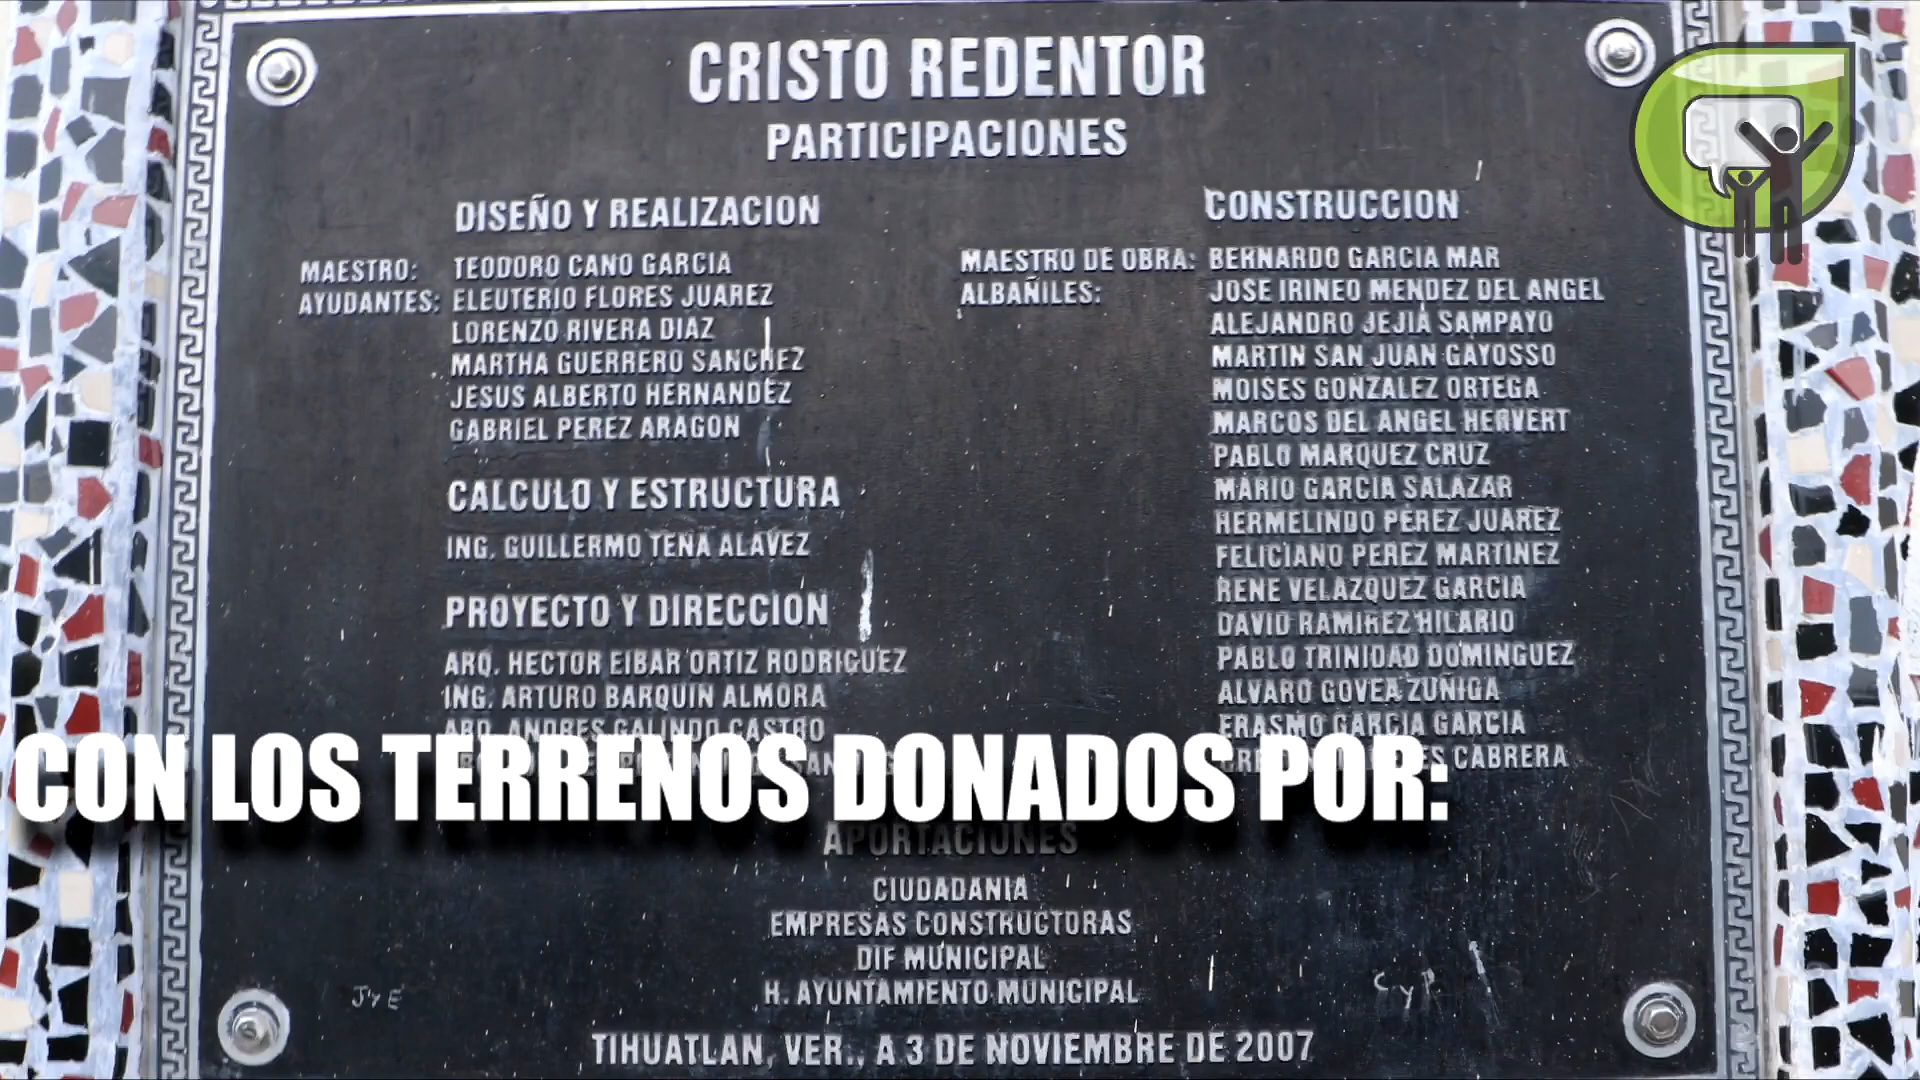 CRISTO REDENTOR
PARTICIPACIONES
DISEÑO Y REALIZACION
MAESTRO: TEODORO CANO GARCIA
AYUDANTES: ELEUTERIO FLORES JUAREZ
LORENZO RIVERA DIAZ
MARTHA GUERRERO SANCHEZ
JESUS ALBERTO HERNANDEZ
GABRIEL PEREZ ARAGON
CALCULO Y ESTRUCTURA
ING. GUILLERMO TENA ALAVEZ
PROYECTO Y DIRECCION
ARQ. HECTOR EIBAR ORTIZ RODRIGUEZ
ING. ARTURO BARQUIN ALMORA
ARQ. ANDRES GALINDO CASTRO
CONSTRUCCION
MAESTRO DE OBRA: BERNARDO GARCIA MAR
ALBAÑILES: JOSE IRINEO MENDEZ DEL ANGEL
ALEJANDRO JEJIA SAMPAYO
MARTIN SAN JUAN GAYOSSO
MOISES GONZALEZ ORTEGA
MARCOS DEL ANGEL HERVERT
PABLO MARQUEZ CRUZ
MARIO GARCIA SALAZAR
HERMELINDO PEREZ JUAREZ
FELICIANO PEREZ MARTINEZ
RENE VELAZQUEZ GARCIA
DAVID RAMIREZ HILARIO
PABLO TRINIDAD DOMINGUEZ
ALVARO GOVEA ZUÑIGA
ERASMO GARCIA GARCIA
CABRERA
CON LOS TERRENOS DONADOS POR:
APORTACIONES
CIUDADANIA
EMPRESAS CONSTRUCTORAS
DIF MUNICIPAL
H. AYUNTAMIENTO MUNICIPAL
J Y E
C y P
TIHUATLAN, VER., A 3 DE NOVIEMBRE DE 2007